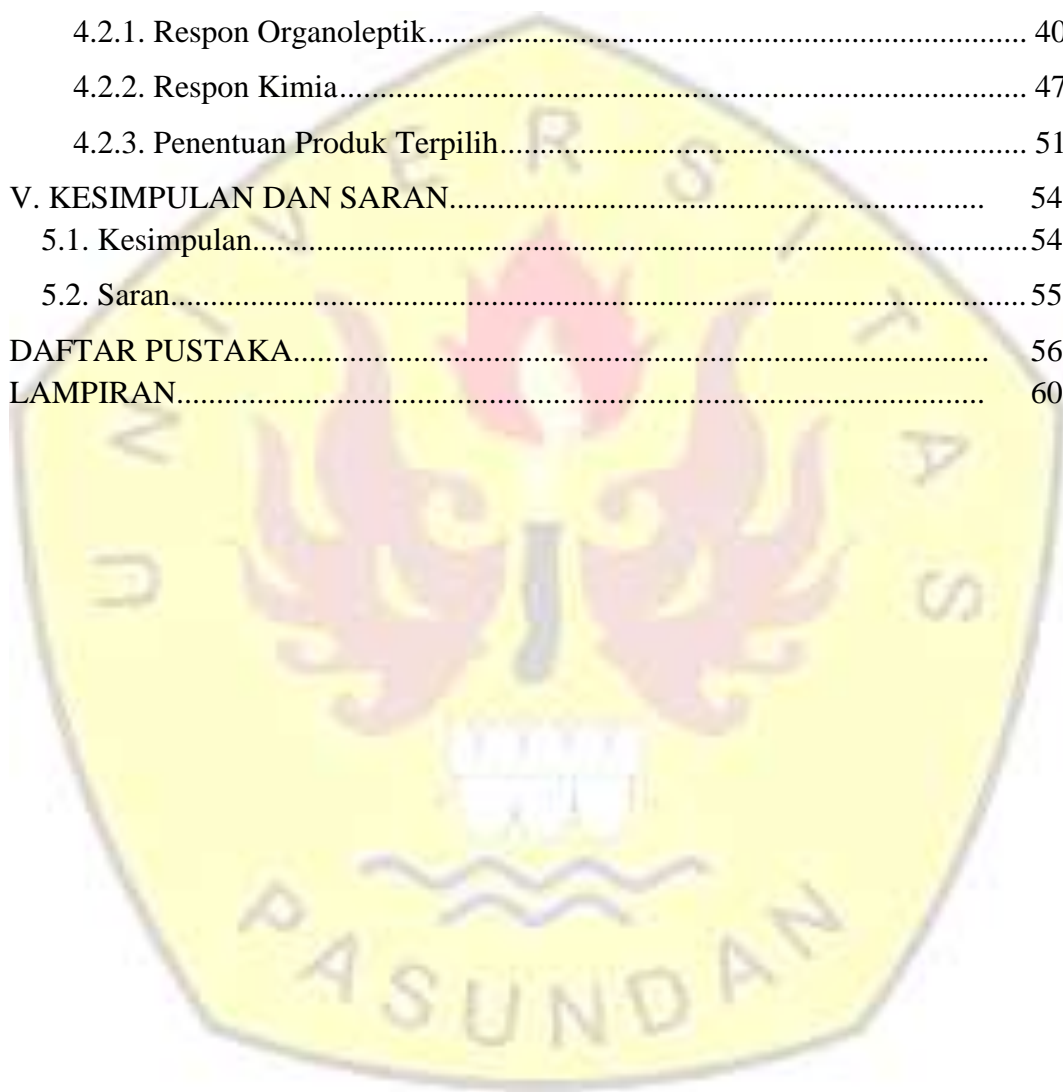 4.2.1. Respon Organoleptik........................................................................... 40
4.2.2. Respon Kimia...................................................................................... 47
4.2.3. Penentuan Produk Terpilih.................................................................. 51
V. KESIMPULAN DAN SARAN................................................................... 54
5.1. Kesimpulan................................................................................................. 54
5.2. Saran........................................................................................................... 55
DAFTAR PUSTAKA....................................................................................... 56
LAMPIRAN..................................................................................................... 60
UNIVERSITAS
PASUNDAN